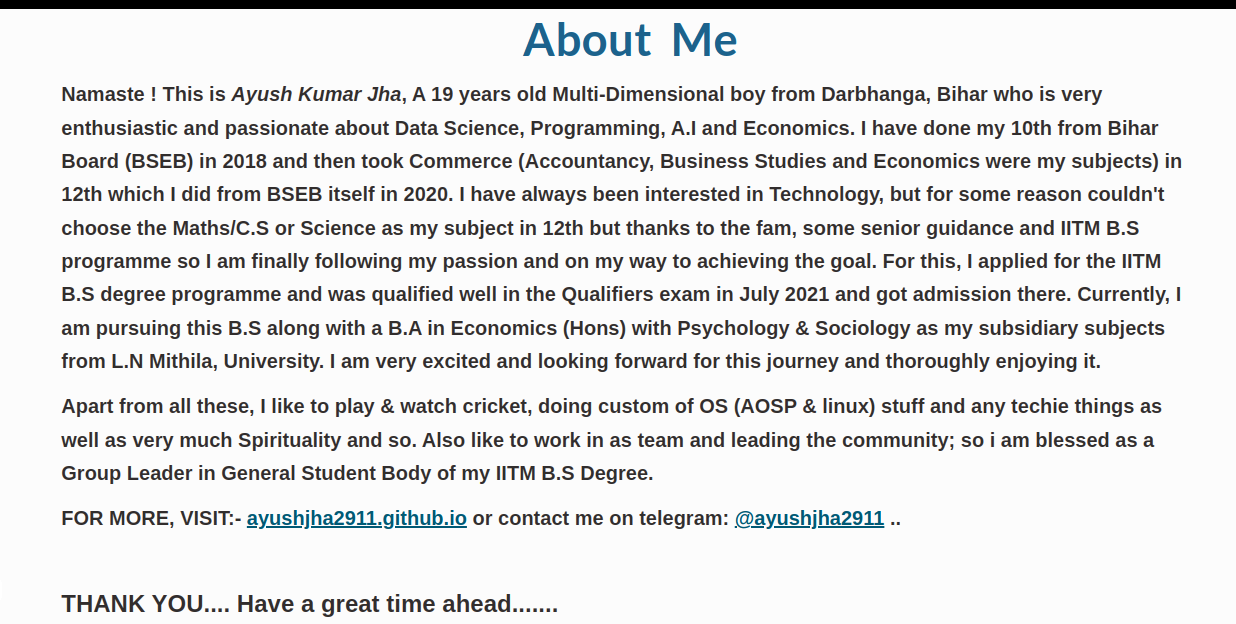 About Me
Namaste ! This is Ayush Kumar Jha, A 19 years old Multi-Dimensional boy from Darbhanga, Bihar who is very
enthusiastic and passionate about Data Science, Programming, A.I and Economics. I have done my 10th from Bihar
Board (BSEB) in 2018 and then took Commerce (Accountancy, Business Studies and Economics were my subjects) in
12th which I did from BSEB itself in 2020. I have always been interested in Technology, but for some reason couldn't
choose the Maths/C.S or Science as my subject in 12th but thanks to the fam, some senior guidance and IITM B.S
programme so I am finally following my passion and on my way to achieving the goal. For this, I applied for the IITM
B.S degree programme and was qualified well in the Qualifiers exam in July 2021 and got admission there. Currently, I
am pursuing this B.S along with a B.A in Economics (Hons) with Psychology & Sociology as my subsidiary subjects
from L.N Mithila, University. I am very excited and looking forward for this journey and thoroughly enjoying it.
Apart from all these, I like to play & watch cricket, doing custom of OS (AOSP & linux) stuff and any techie things as
well as very much Spirituality and so. Also like to work in as team and leading the community; so i am blessed as a
Group Leader in General Student Body of my IITM B.S Degree.
FOR MORE, VISIT:- ayushjha2911.github.io or contact me on telegram: @ayushjha2911 ..
THANK YOU.... Have a great time ahead.......